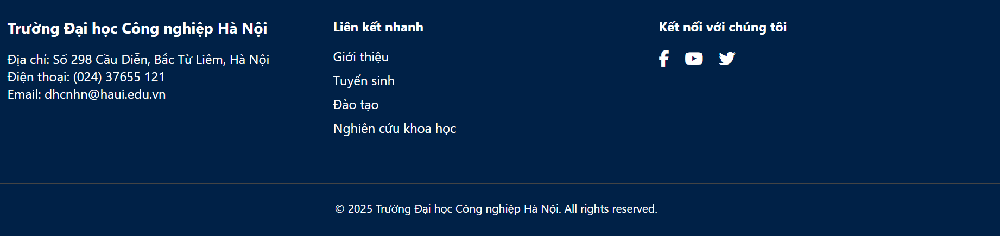 Trường Đại học Công nghiệp Hà Nội
Địa chỉ: Số 298 Cầu Diễn, Bắc Từ Liêm, Hà Nội
Điện thoại: (024) 37655 121
Email: dhcnhn@haui.edu.vn
Liên kết nhanh
Giới thiệu
Tuyển sinh
Đào tạo
Nghiên cứu khoa học
Kết nối với chúng tôi
© 2025 Trường Đại học Công nghiệp Hà Nội. All rights reserved.